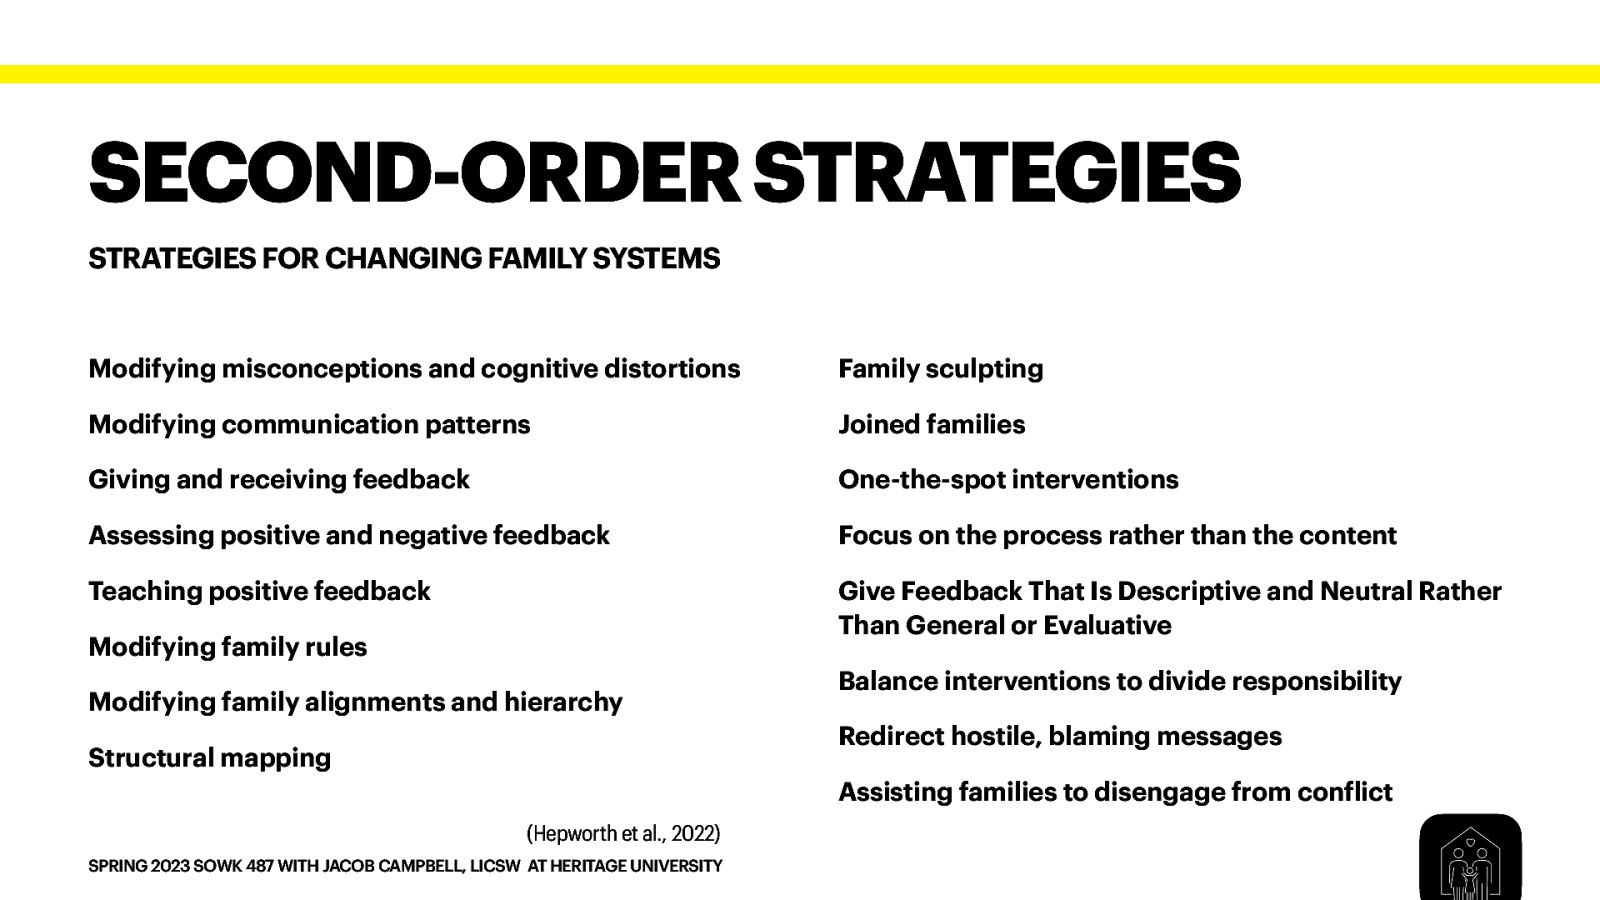 SECOND-ORDER STRATEGIES
STRATEGIES FOR CHANGING FAMILY SYSTEMS
Modifying misconceptions and cognitive distortions
Modifying communication patterns
Giving and receiving feedback
Assessing positive and negative feedback
Teaching positive feedback
Modifying family rules
Modifying family alignments and hierarchy
Structural mapping
Family sculpting
Joined families
One-the-spot interventions
Focus on the process rather than the content
Give Feedback That Is Descriptive and Neutral Rather
Than General or Evaluative
Balance interventions to divide responsibility
Redirect hostile, blaming messages
Assisting families to disengage from conflict
(Hepworth et al., 2022)
SPRING 2023 SOWK 487 WITH JACOB CAMPBELL, LICSW AT HERITAGE UNIVERSITY